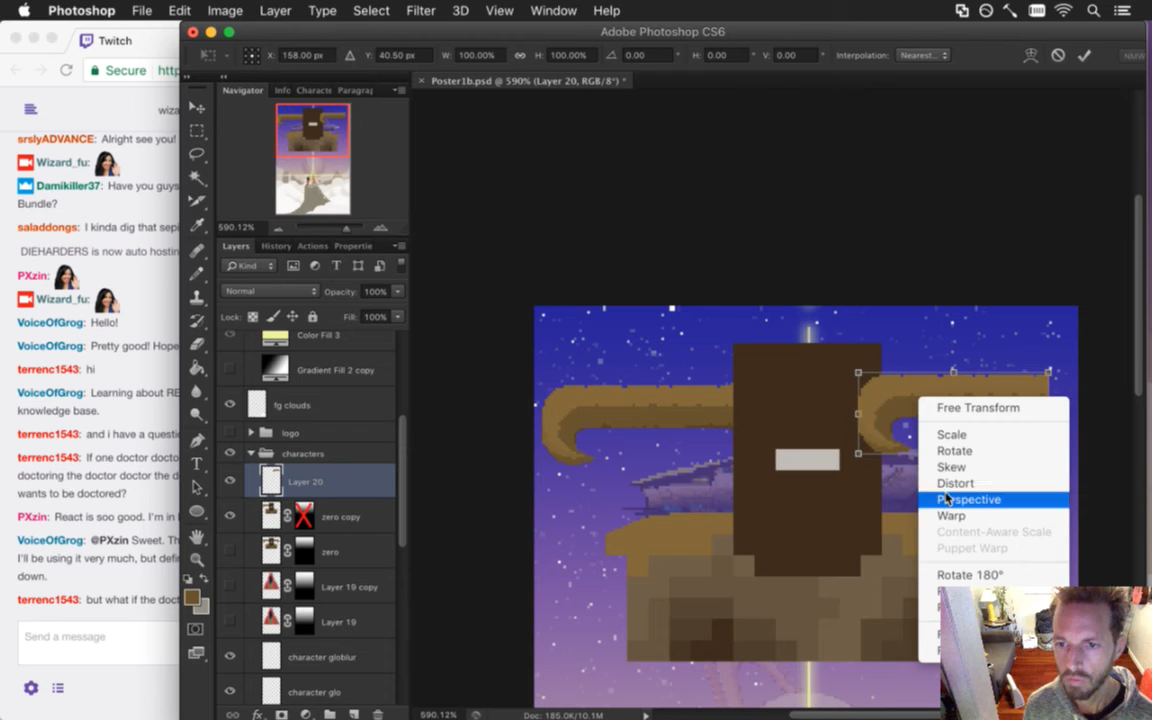 Photoshop File Edit Image Layer Type Select Filter 3D View Window Help
Twitch
Adobe Photoshop CS6
X: 158.00 px Y: 40.50 px W: 100.00% H: 100.00% 0.00 ° H: 0.00 ° V: 0.00 ° Interpolation: Nearest...
Secure
Poster1b.psd @ 590% (Layer 20, RGB/8*) *
Navigator Info Characte Paragraj
wiza
srslyADVANCE: Alright see you!
Wizard_fu:
Damikiller37: Have you guys
Bundle?
saladdongs: I kinda dig that sepi
DIEHARDERS is now auto hostin
PXzin:
Wizard_fu:
VoiceOfGrog: Hello!
VoiceOfGrog: Pretty good! Hope
terrenc1543: hi
VoiceOfGrog: Learning about RE
knowledge base.
terrenc1543: and i have a questi
terrenc1543: If one doctor docto
doctoring the doctor doctor the d
wants to be doctored?
PXzin: React is soo good. I'm in
VoiceOfGrog: @PXzin Sweet. Th
I'll be using it very much, but defin
down.
terrenc1543: but what if the doct
Send a message
590.12%
Layers History Actions Propertie
Kind
Normal Opacity: 100%
Lock: Fill: 100%
Color Fill 3
Gradient Fill 2 copy
fg clouds
logo
characters
Layer 20
zero copy
zero
Layer 19 copy
Layer 19
character globlur
character glo
Free Transform
Scale
Rotate
Skew
Distort
Perspective
Warp
Content-Aware Scale
Puppet Warp
Rotate 180°
590.12% Doc: 185.0K/10.1M